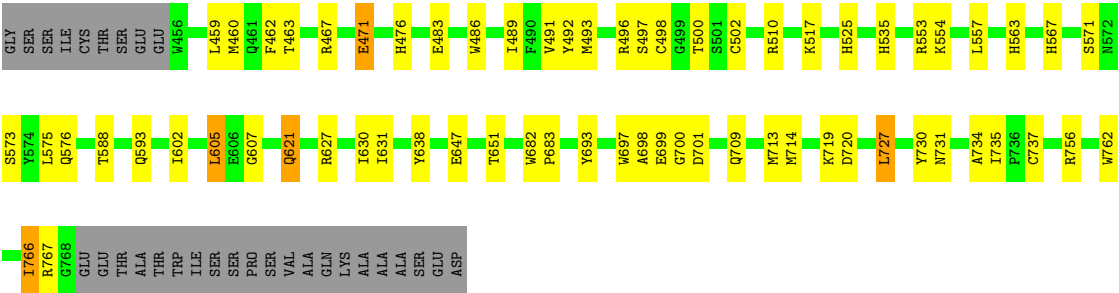 GLY SER SER ILE CYS THR SER GLU GLU W456 L459 M460 Q461 F462 T463 R467 E471 H476 E483 W486 I489 F490 V491 Y492 M493 R496 S497 C498 G499 T500 S501 C502 R510 K517 H525 H535 R553 K554 L557 H563 H567 S571 N572
S573 Y574 L575 Q576 T588 Q593 I602 L605 E606 G607 Q621 R627 I630 I631 Y638 E647 T651 W682 P683 Y693 W697 A698 E699 G700 D701 Q709 M713 M714 K719 D720 L727 Y730 N731 A734 I735 P736 C737 R756 W762
I766 R767 G768 GLU GLU THR ALA THR TRP ILE SER SER PRO SER VAL ALA GLN LYS ALA ALA ALA SER GLU ASP